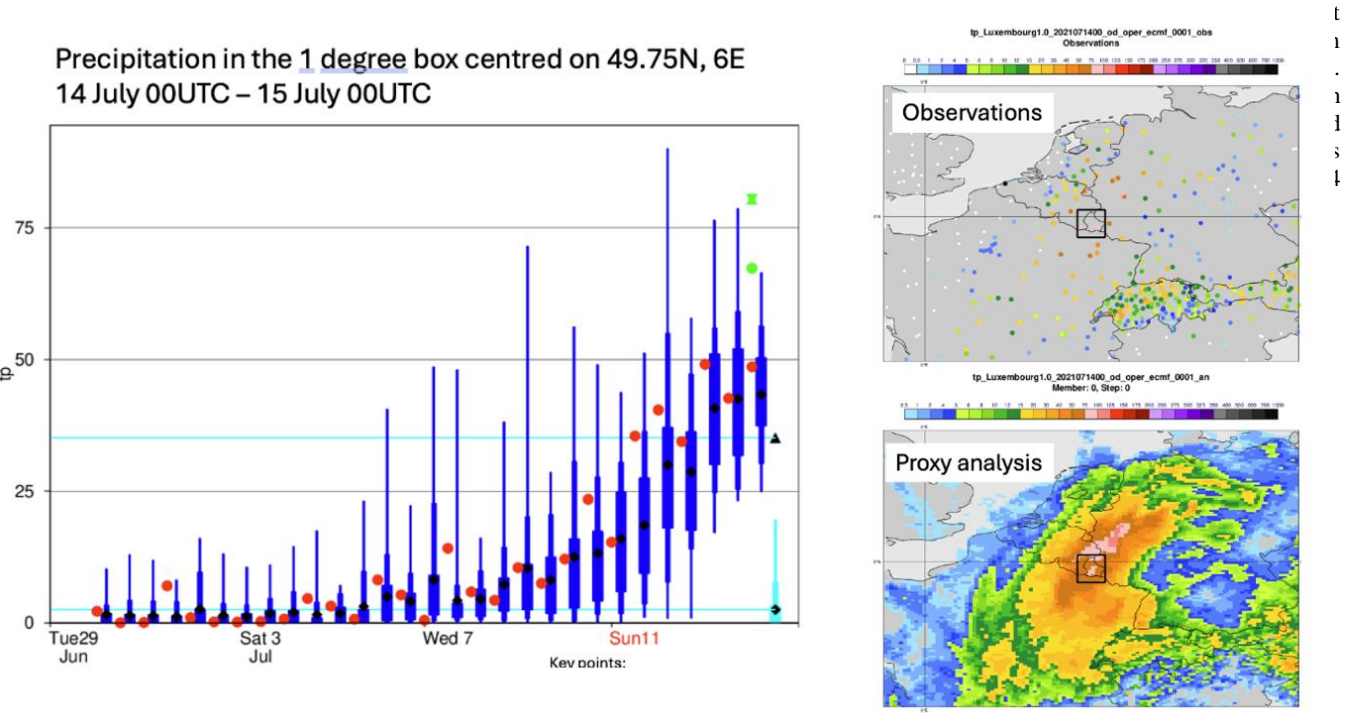 Precipitation in the 1 degree box centred on 49.75N, 6E
14 July 00UTC – 15 July 00UTC
75
50
tp
25
0
Tue29
Jun
Sat 3
Jul
Wed 7
Sun11
Key points:
tp_Luxembourg1.0_2021071400_od_oper_ecmf_0001_obs
Observations
Observations
tp_Luxembourg1.0_2021071400_od_oper_ecmf_0001_an
Member: 0, Step: 0
Proxy analysis
t
n
.
n
d
s
4